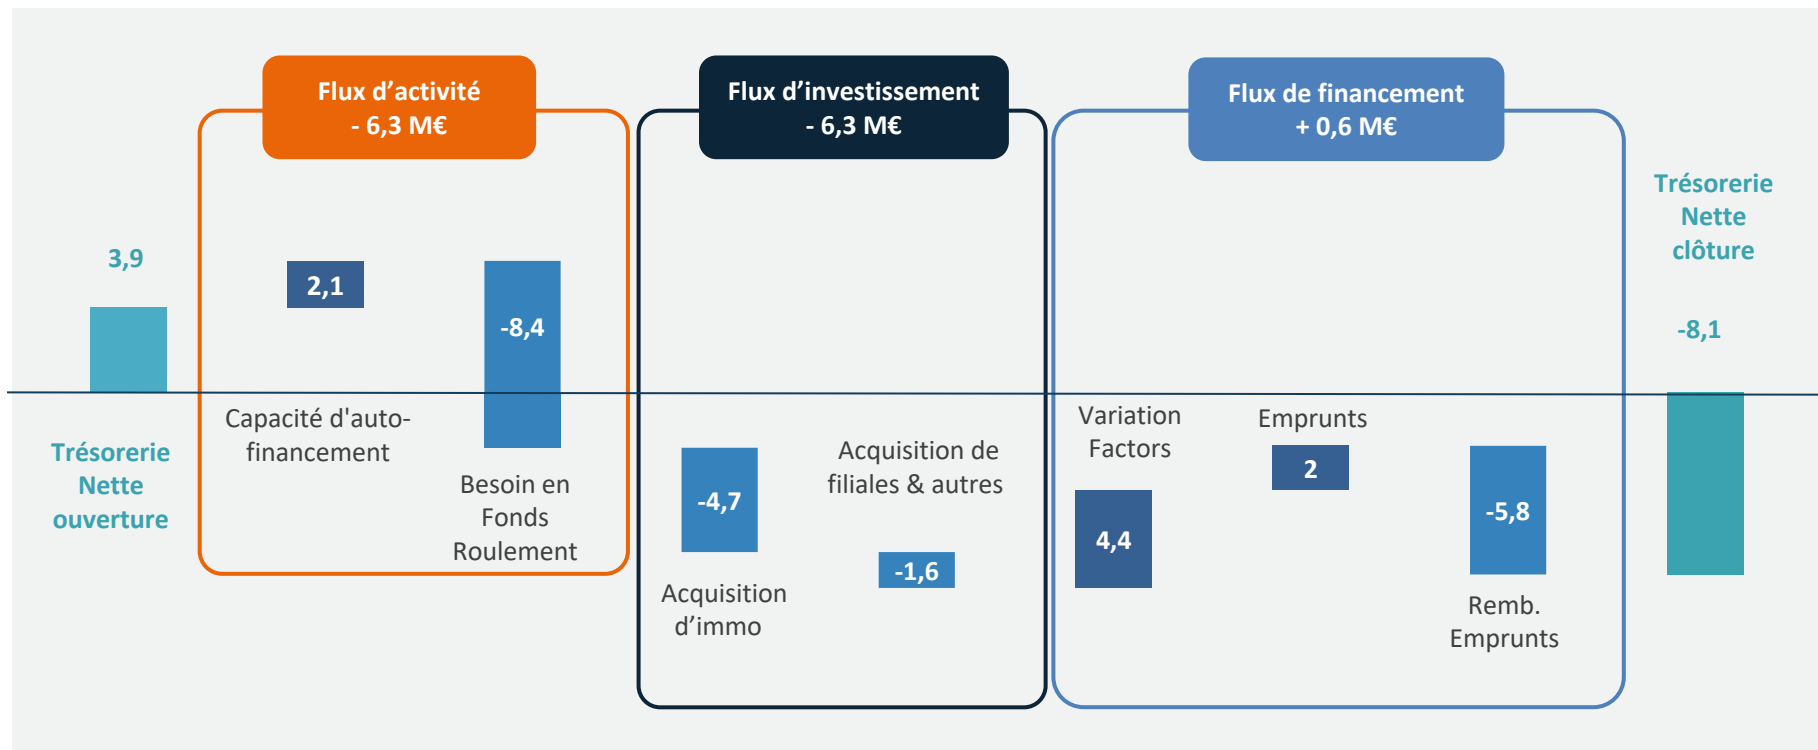 Flux d’activité
- 6,3 M€
Flux d’investissement
- 6,3 M€
Flux de financement
+ 0,6 M€
3,9
Trésorerie
Nette
ouverture
2,1
Capacité d'auto-
financement
-8,4
Besoin en
Fonds
Roulement
-4,7
Acquisition
d’immo
Acquisition de
filiales & autres
-1,6
Variation
Factors
4,4
Emprunts
2
-5,8
Remb.
Emprunts
Trésorerie
Nette
clôture
-8,1